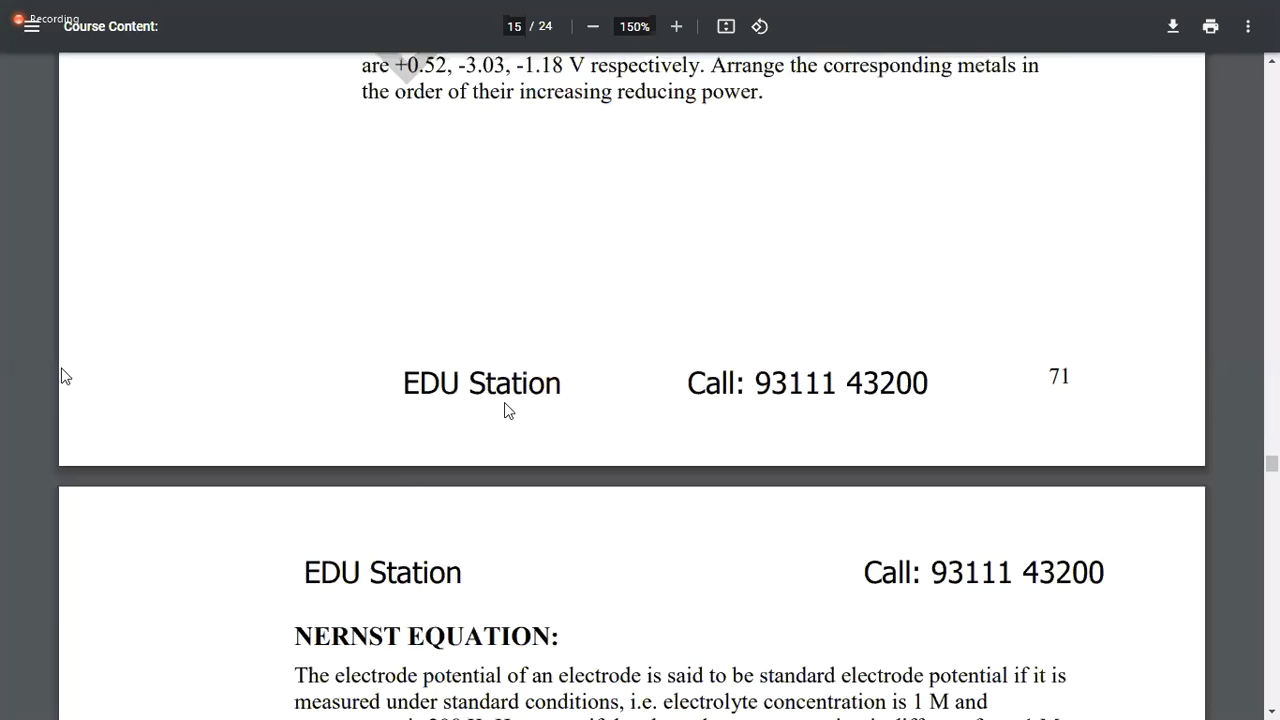 Recording
Course Content:
15 / 24
150%
are +0.52, -3.03, -1.18 V respectively. Arrange the corresponding metals in
the order of their increasing reducing power.
EDU Station Call: 93111 43200 71
EDU Station Call: 93111 43200
NERNST EQUATION:
The electrode potential of an electrode is said to be standard electrode potential if it is
measured under standard conditions, i.e. electrolyte concentration is 1 M and